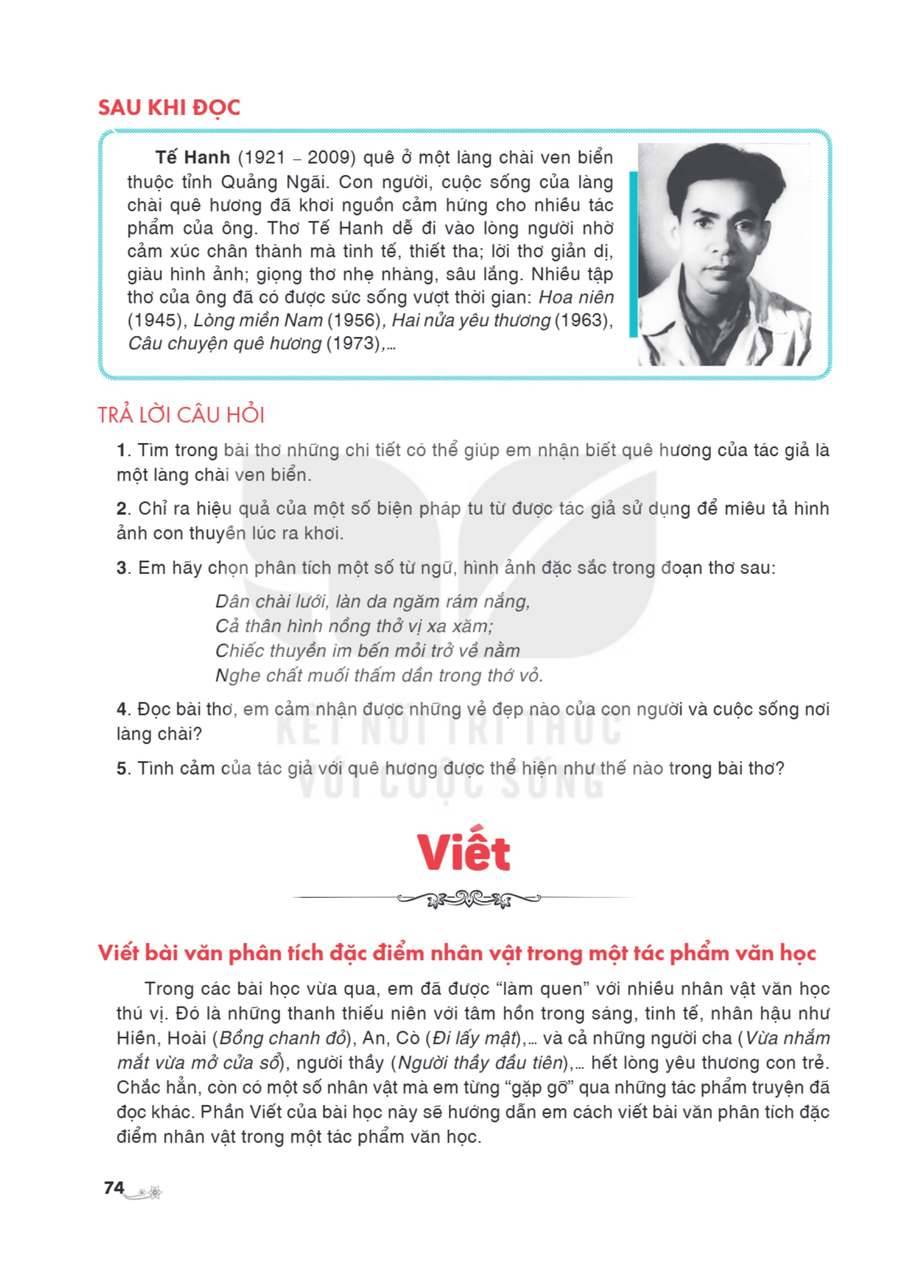 SAU KHI ĐỌC
Tế Hanh (1921 – 2009) quê ở một làng chài ven biển
thuộc tỉnh Quảng Ngãi. Con người, cuộc sống của làng
chài quê hương đã khơi nguồn cảm hứng cho nhiều tác
phẩm của ông. Thơ Tế Hanh dễ đi vào lòng người nhờ
cảm xúc chân thành mà tinh tế, thiết tha; lời thơ giản dị,
giàu hình ảnh; giọng thơ nhẹ nhàng, sâu lắng. Nhiều tập
thơ của ông đã có được sức sống vượt thời gian: Hoa niên
(1945), Lòng miền Nam (1956), Hai nửa yêu thương (1963),
Câu chuyện quê hương (1973),...
TRẢ LỜI CÂU HỎI
1. Tìm trong bài thơ những chi tiết có thể giúp em nhận biết quê hương của tác giả là
một làng chài ven biển.
2. Chỉ ra hiệu quả của một số biện pháp tu từ được tác giả sử dụng để miêu tả hình
ảnh con thuyền lúc ra khơi.
3. Em hãy chọn phân tích một số từ ngữ, hình ảnh đặc sắc trong đoạn thơ sau:
Dân chài lưới, làn da ngăm rám nắng,
Cả thân hình nồng thở vị xa xăm;
Chiếc thuyền im bến mỏi trở về nằm
Nghe chất muối thấm dần trong thớ vỏ.
4. Đọc bài thơ, em cảm nhận được những vẻ đẹp nào của con người và cuộc sống nơi
làng chài?
KẾT NỐI TRI THỨC
5. Tình cảm của tác giả với quê hương được thể hiện như thế nào trong bài thơ?
VỚI CUỘC SỐNG
Viết
Viết bài văn phân tích đặc điểm nhân vật trong một tác phẩm văn học
Trong các bài học vừa qua, em đã được “làm quen” với nhiều nhân vật văn học
thú vị. Đó là những thanh thiếu niên với tâm hồn trong sáng, tinh tế, nhân hậu như
Hiên, Hoài (Bồng chanh đỏ), An, Cò (Đi lấy mật),... và cả những người cha (Vừa nhắm
mắt vừa mở cửa sổ), người thầy (Người thầy đầu tiên),... hết lòng yêu thương con trẻ.
Chắc hẳn, còn có một số nhân vật mà em từng “gặp gỡ” qua những tác phẩm truyện đã
đọc khác. Phần Viết của bài học này sẽ hướng dẫn em cách viết bài văn phân tích đặc
điểm nhân vật trong một tác phẩm văn học.
74